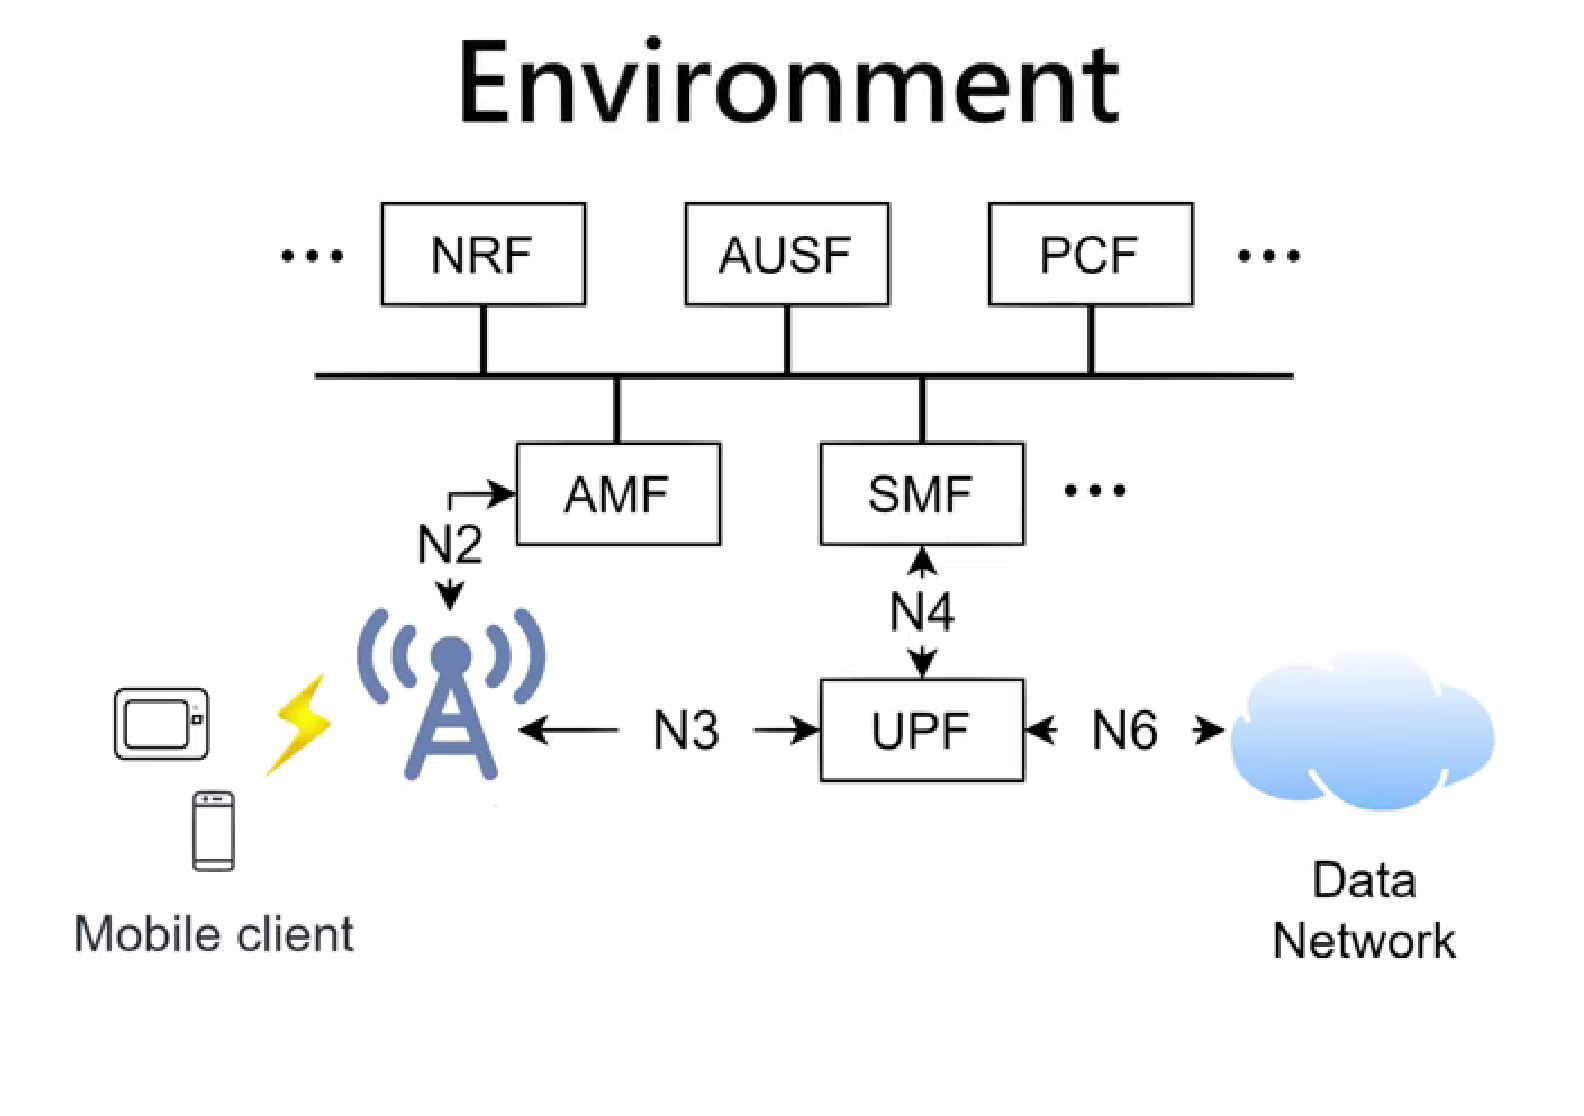 Environment
... NRF AUSF PCF ...
AMF SMF ...
N2
N4
N3 UPF N6
Mobile client
Data
Network